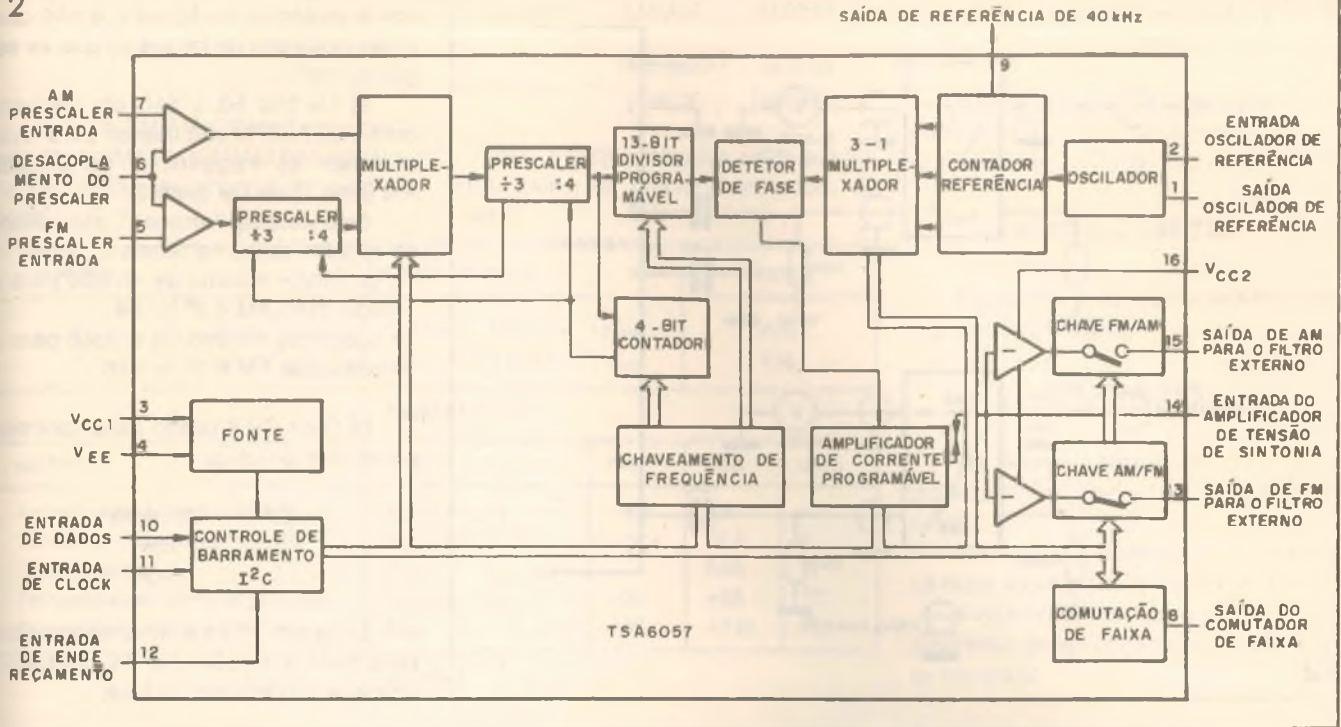 2
SAÍDA DE REFERÊNCIA DE 40kHz
9
AM
PRESCALER
ENTRADA
7
DESACOPLA
MENTO DO
PRESCALER
6
FM
PRESCALER
ENTRADA
5
PRESCALER
÷3 :4
MULTIPLE-
XADOR
PRESCALER
÷3 :4
13-BIT
DIVISOR
PROGRA-
MÁVEL
DETETOR
DE FASE
3-1
MULTIPLE-
XADOR
CONTADOR
REFERÊNCIA
OSCILADOR
2
ENTRADA
OSCILADOR DE
REFERÊNCIA
1
SAÍDA
OSCILADOR DE
REFERÊNCIA
16
VCC2
4-BIT
CONTADOR
CHAVE FM/AM
15
SAÍDA DE AM
PARA O FILTRO
EXTERNO
14
ENTRADA DO
AMPLIFICADOR
DE TENSÃO
DE SINTONIA
CHAVE AM/FM
13
SAÍDA DE FM
PARA O FILTRO
EXTERNO
VCC1
3
VEE
4
FONTE
CHAVEAMENTO DE
FREQUÊNCIA
AMPLIFICADOR
DE CORRENTE
PROGRAMÁVEL
ENTRADA
DE DADOS
10
ENTRADA
DE CLOCK
11
CONTROLE DE
BARRAMENTO
I²C
ENTRADA
DE ENDE
REÇAMENTO
12
TSA6057
COMUTAÇÃO
DE FAIXA
8
SAÍDA DO
COMUTADOR
DE FAIXA